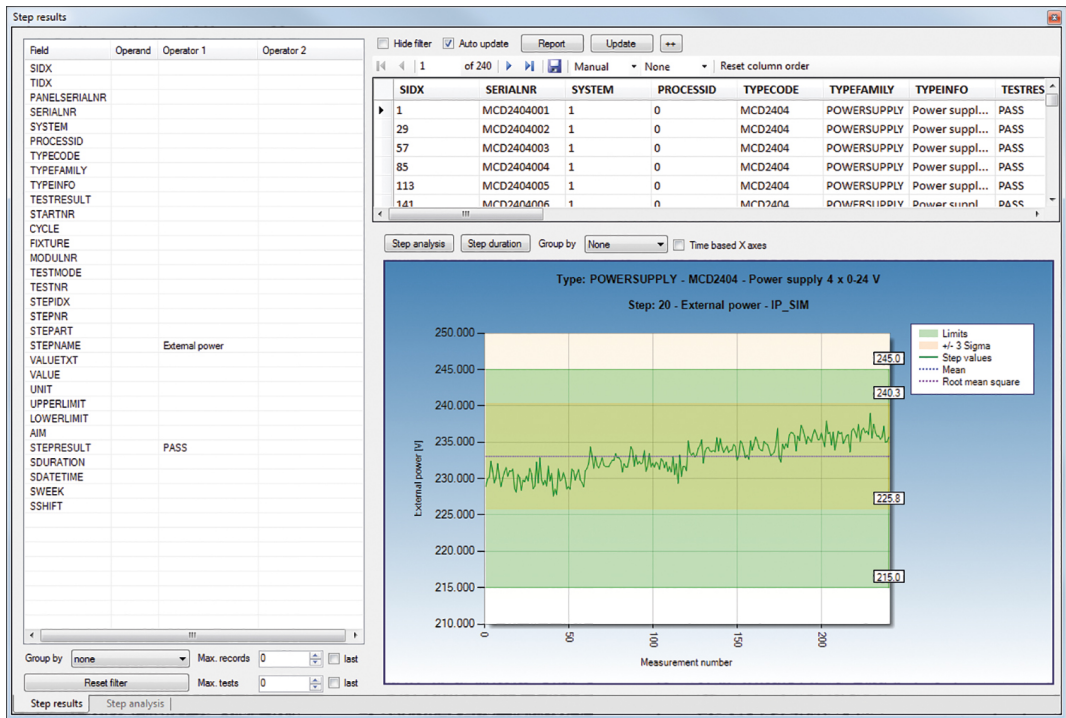 Step results
Field Operand Operator 1 Operator 2
SIDX
TIDX
PANELSERIALNR
SERIALNR
SYSTEM
PROCESSID
TYPECODE
TYPEFAMILY
TYPEINFO
TESTRESULT
STARTNR
CYCLE
FIXTURE
MODULNR
TESTMODE
TESTNR
STEPIDX
STEPNR
STEPART
STEPNAME External power
VALUETXT
VALUE
UNIT
UPPERLIMIT
LOWERLIMIT
AIM
STEPRESULT PASS
SDURATION
SDATETIME
SWEEK
SSHIFT
Group by none Max. records 0 last
Reset filter Max. tests 0 last
Step results Step analysis
Hide filter Auto update Report Update ++
1 of 240 Manual None Reset column order
SIDX SERIALNR SYSTEM PROCESSID TYPECODE TYPEFAMILY TYPEINFO TESTRES
1 MCD2404001 1 0 MCD2404 POWERSUPPLY Power suppl... PASS
29 MCD2404002 1 0 MCD2404 POWERSUPPLY Power suppl... PASS
57 MCD2404003 1 0 MCD2404 POWERSUPPLY Power suppl... PASS
85 MCD2404004 1 0 MCD2404 POWERSUPPLY Power suppl... PASS
113 MCD2404005 1 0 MCD2404 POWERSUPPLY Power suppl... PASS
141 MCD2404006 1 0 MCD2404 POWERSUPPLY Power suppl... PASS
Step analysis Step duration Group by None Time based X axes
Type: POWERSUPPLY - MCD2404 - Power supply 4 x 0-24 V
Step: 20 - External power - IP_SIM
250.000
245.000
240.000
235.000
230.000
225.000
220.000
215.000
210.000
External power [V]
245.0
240.3
225.8
215.0
0 50 100 150 200
Measurement number
Limits
+/- 3 Sigma
Step values
Mean
Root mean square